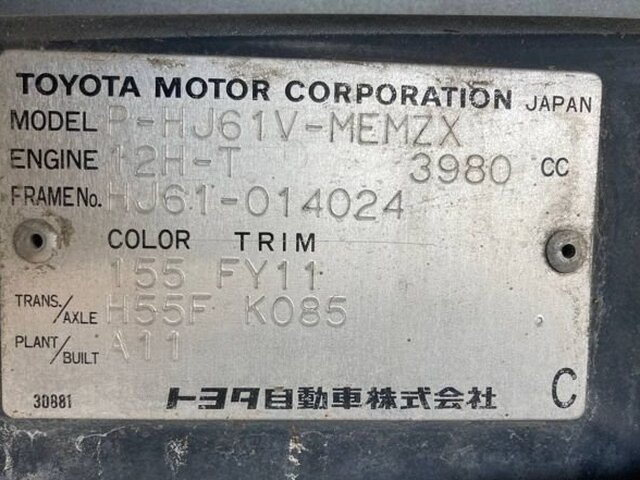 TOYOTA MOTOR CORPORATION JAPAN
MODEL P-HJ61V-MEMZX
ENGINE 12H-T 3980 CC
FRAME No. HJ61-014024
COLOR TRIM
155 FY11
TRANS./AXLE H55F K085
PLANT/BUILT A11
30881 トヨタ自動車株式会社 C